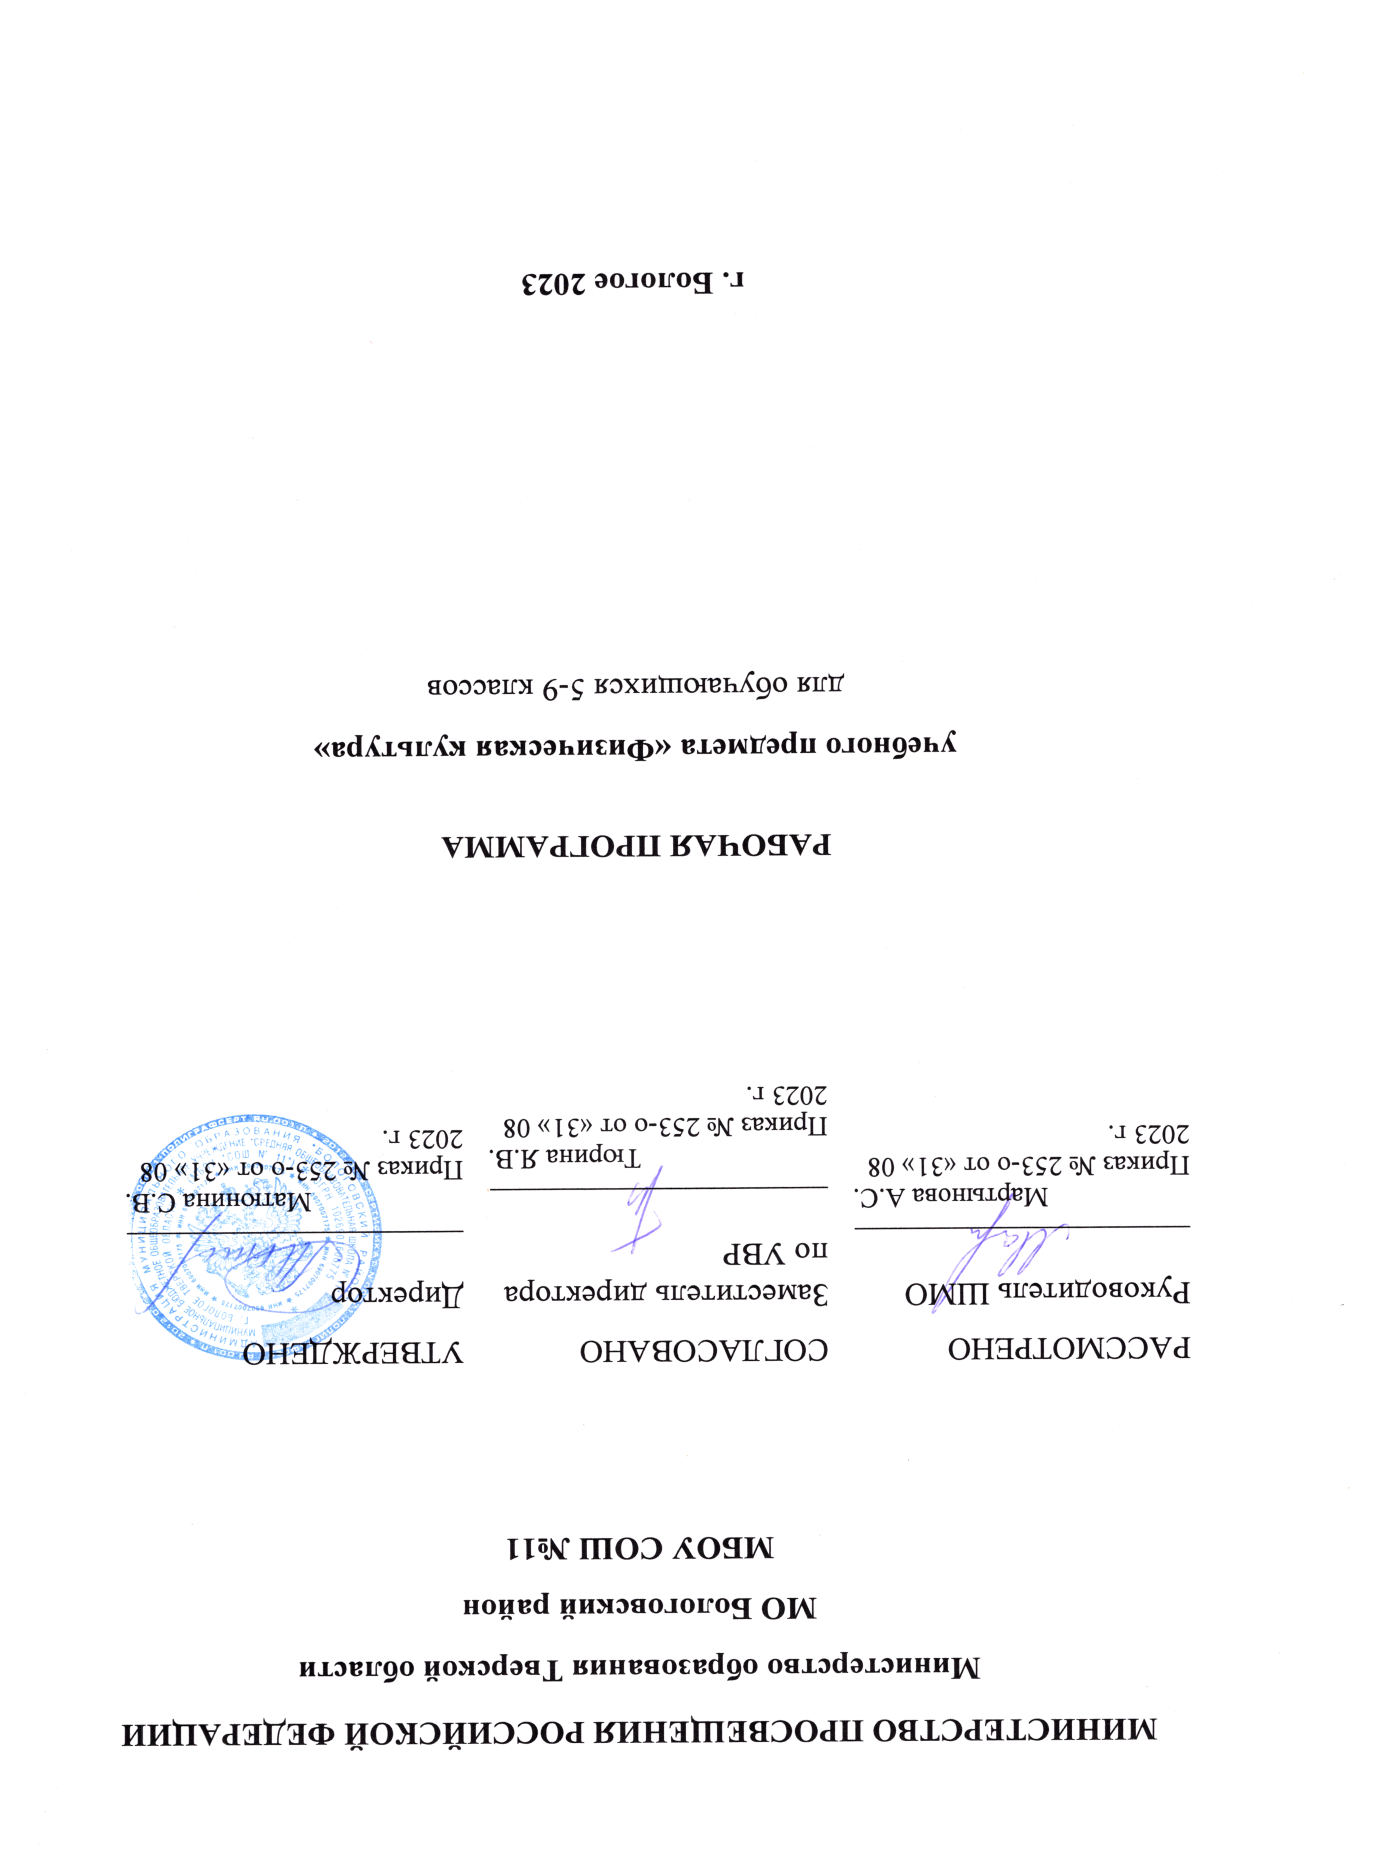 МИНИСТЕРСТВО ПРОСВЕЩЕНИЯ РОССИЙСКОЙ ФЕДЕРАЦИИ
Министерство образования Тверской области
МО Бологовский район
МБОУ СОШ №11
РАССМОТРЕНО
Руководитель ШМО
Мартынова А.С.
Приказ № 253-о от «31» 08
2023 г.
СОГЛАСОВАНО
Заместитель директора
по УВР
Тюрина Я.В.
Приказ № 253-о от «31» 08
2023 г.
УТВЕРЖДЕНО
Директор
Матюнина С.В.
Приказ № 253-о от «31» 08
2023 г.
РАБОЧАЯ ПРОГРАММА
учебного предмета «Физическая культура»
для обучающихся 5-9 классов
г. Бологое 2023